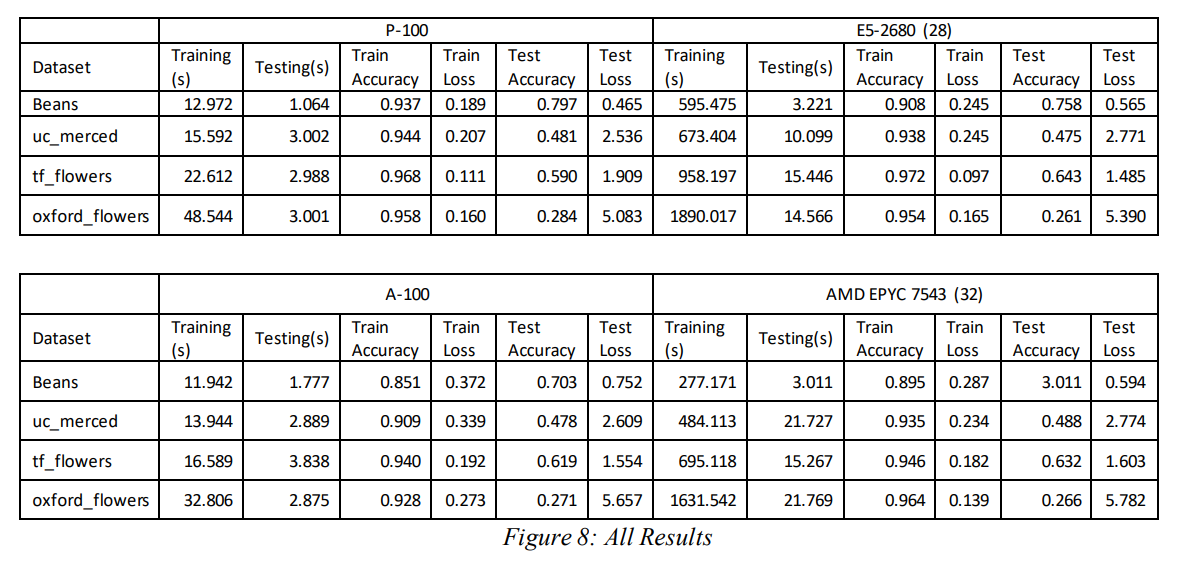 P-100 E5-2680 (28)
Dataset Training (s) Testing(s) Train Accuracy Train Loss Test Accuracy Test Loss Training (s) Testing(s) Train Accuracy Train Loss Test Accuracy Test Loss
Beans 12.972 1.064 0.937 0.189 0.797 0.465 595.475 3.221 0.908 0.245 0.758 0.565
uc_merced 15.592 3.002 0.944 0.207 0.481 2.536 673.404 10.099 0.938 0.245 0.475 2.771
tf_flowers 22.612 2.988 0.968 0.111 0.590 1.909 958.197 15.446 0.972 0.097 0.643 1.485
oxford_flowers 48.544 3.001 0.958 0.160 0.284 5.083 1890.017 14.566 0.954 0.165 0.261 5.390
A-100 AMD EPYC 7543 (32)
Dataset Training (s) Testing(s) Train Accuracy Train Loss Test Accuracy Test Loss Training (s) Testing(s) Train Accuracy Train Loss Test Accuracy Test Loss
Beans 11.942 1.777 0.851 0.372 0.703 0.752 277.171 3.011 0.895 0.287 3.011 0.594
uc_merced 13.944 2.889 0.909 0.339 0.478 2.609 484.113 21.727 0.935 0.234 0.488 2.774
tf_flowers 16.589 3.838 0.940 0.192 0.619 1.554 695.118 15.267 0.946 0.182 0.632 1.603
oxford_flowers 32.806 2.875 0.928 0.273 0.271 5.657 1631.542 21.769 0.964 0.139 0.266 5.782
Figure 8: All Results